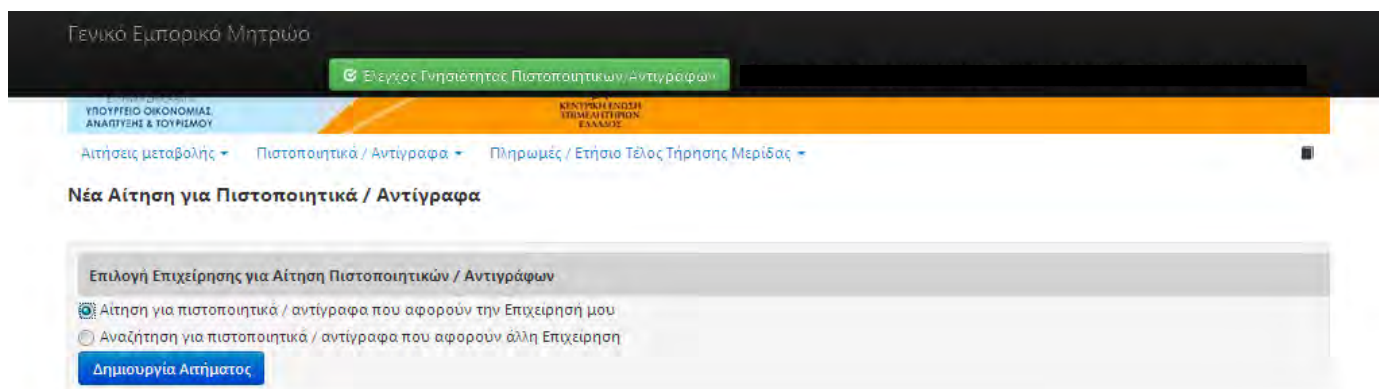 Γενικό Εμπορικό Μητρώο
Έλεγχος Γνησιότητας Πιστοποιητικών/Αντιγράφων
ΥΠΟΥΡΓΕΙΟ ΟΙΚΟΝΟΜΙΑΣ
ΑΝΑΠΤΥΞΗΣ & ΤΟΥΡΙΣΜΟΥ
ΚΕΝΤΡΙΚΗ ΕΝΩΣΗ
ΕΠΙΜΕΛΗΤΗΡΙΩΝ
ΕΛΛΑΔΟΣ
Αιτήσεις μεταβολής Πιστοποιητικά / Αντίγραφα Πληρωμές / Ετήσιο Τέλος Τήρησης Μερίδας
Νέα Αίτηση για Πιστοποιητικά / Αντίγραφα
Επιλογή Επιχείρησης για Αίτηση Πιστοποιητικών / Αντιγράφων
Αίτηση για πιστοποιητικά / αντίγραφα που αφορούν την Επιχείρησή μου
Αναζήτηση για πιστοποιητικά / αντίγραφα που αφορούν άλλη Επιχείρηση
Δημιουργία Αιτήματος